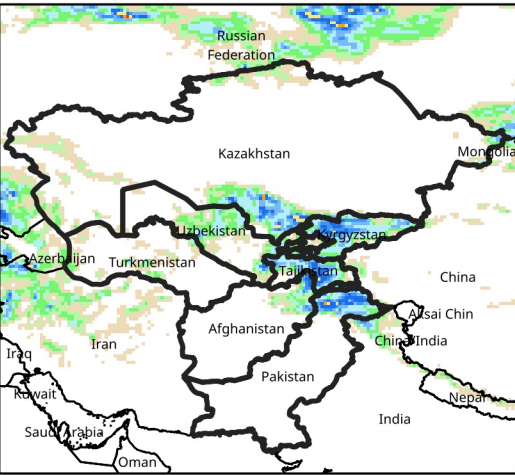 Russian
Federation
Kazakhstan
Mongolia
Uzbekistan
Kyrgyzstan
Azerbaijan
Turkmenistan
Tajikistan
China
Aksai Chin
Afghanistan
China/India
Iran
Iraq
Pakistan
Kuwait
Nepal
India
Saudi Arabia
Oman